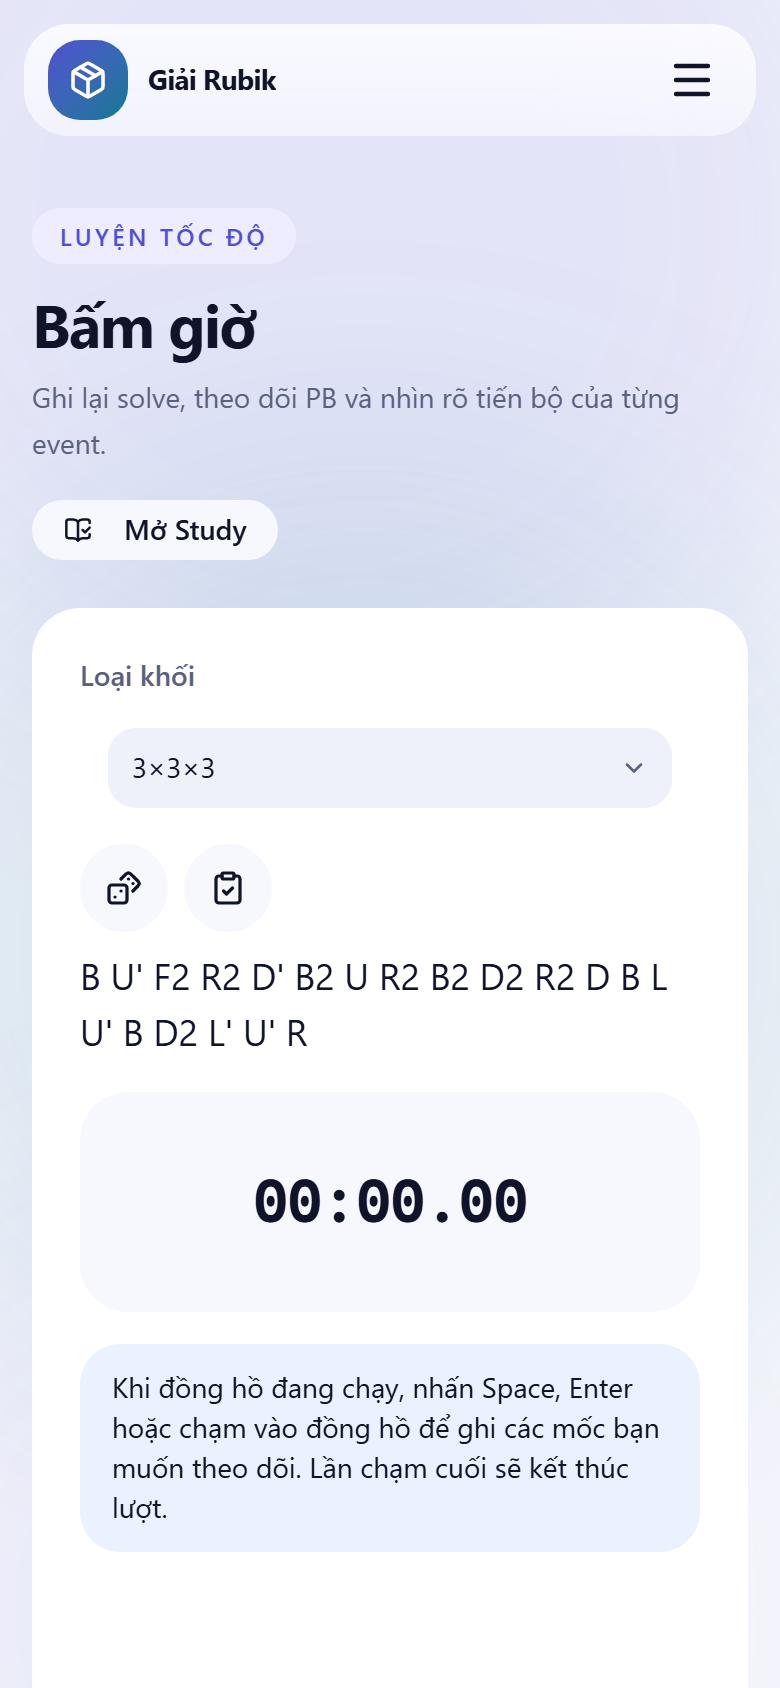 Giải Rubik
LUYỆN TỐC ĐỘ
Bấm giờ
Ghi lại solve, theo dõi PB và nhìn rõ tiến bộ của từng
event.
Mở Study
Loại khối
3×3×3
B U' F2 R2 D' B2 U R2 B2 D2 R2 D B L
U' B D2 L' U' R
00:00.00
Khi đồng hồ đang chạy, nhấn Space, Enter
hoặc chạm vào đồng hồ để ghi các mốc bạn
muốn theo dõi. Lần chạm cuối sẽ kết thúc
lượt.